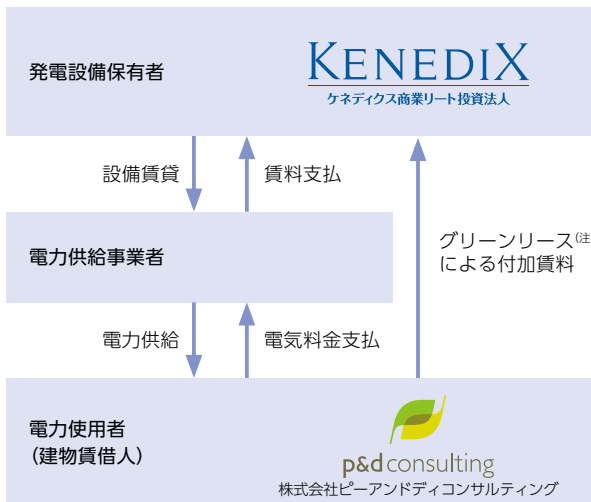 発電設備保有者
KENEDIX
ケネディクス商業リート投資法人
設備賃貸
賃料支払
グリーンリース(注
による付加賃料
電力供給事業者
電力供給
電気料金支払
電力使用者
(建物賃借人)
p&d consulting
株式会社ピーアンドディコンサルティング